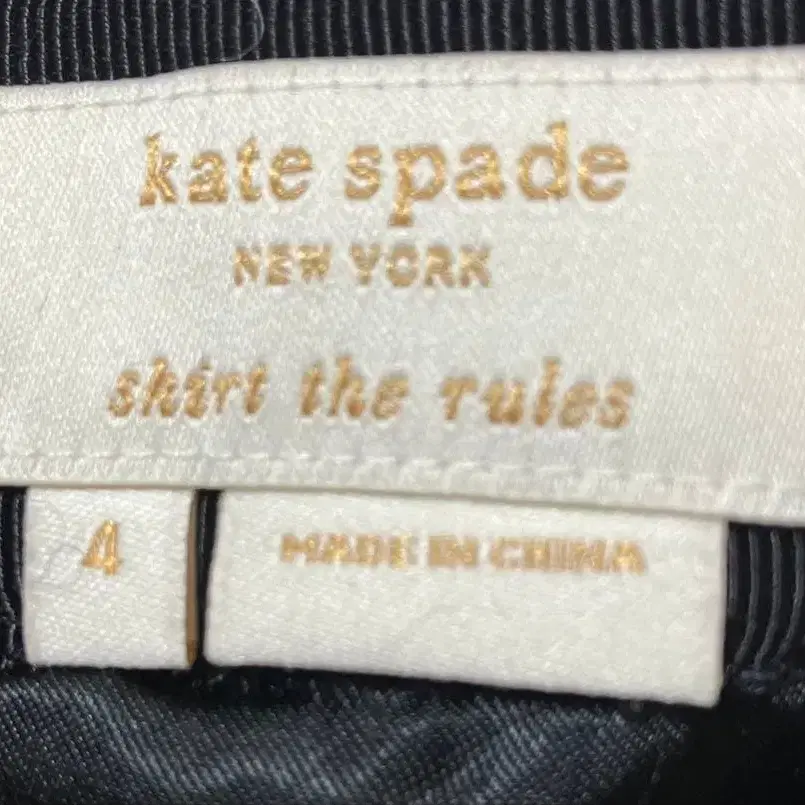 kate spade
NEW YORK
skirt the rules
4
MADE IN CHINA